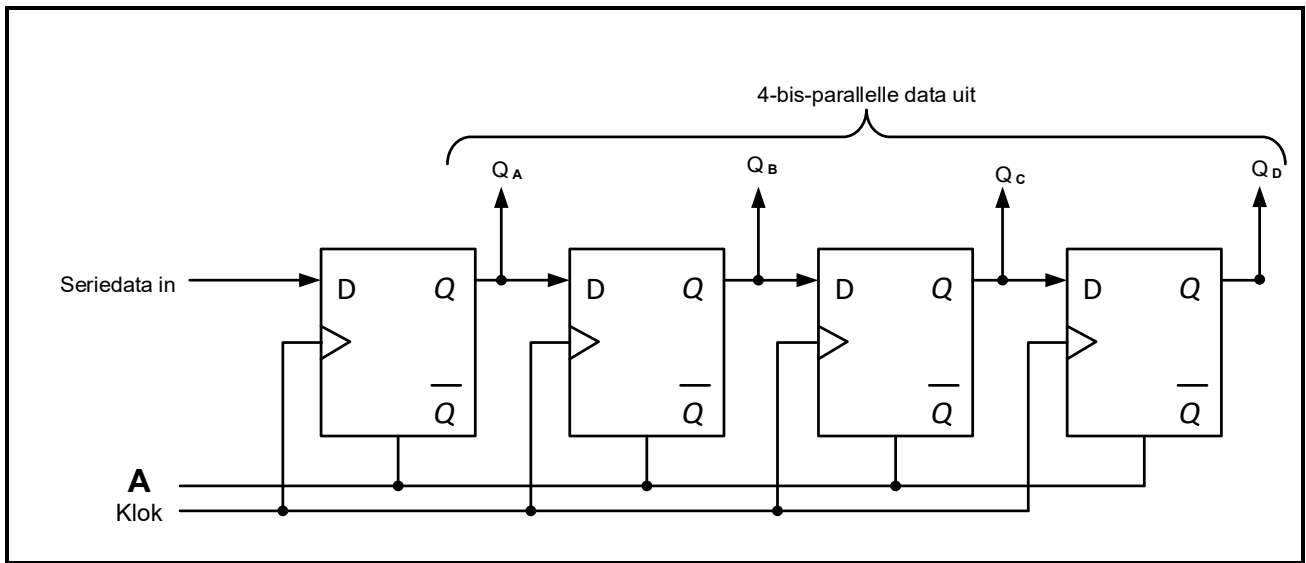 4-bis-parallelle data uit
Q A
Q B
Q C
Q D
Seriedata in
D Q
D Q
D Q
D Q
Q
Q
Q
Q
A
Klok